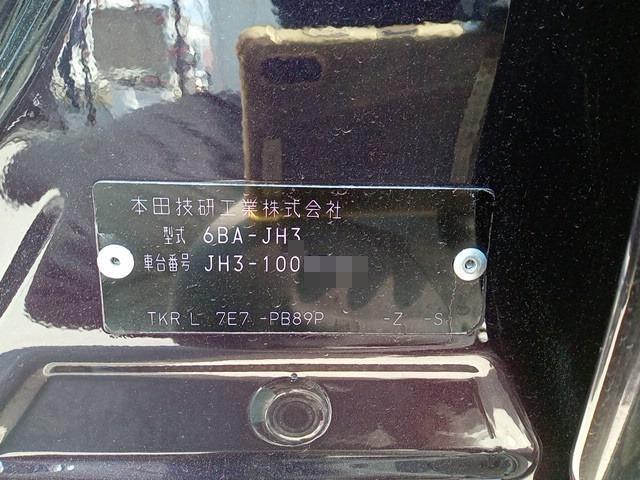 本田技研工業株式会社
型式 6BA-JH3
車台番号 JH3-100
TKR L 7E7 -PB89P -Z -S